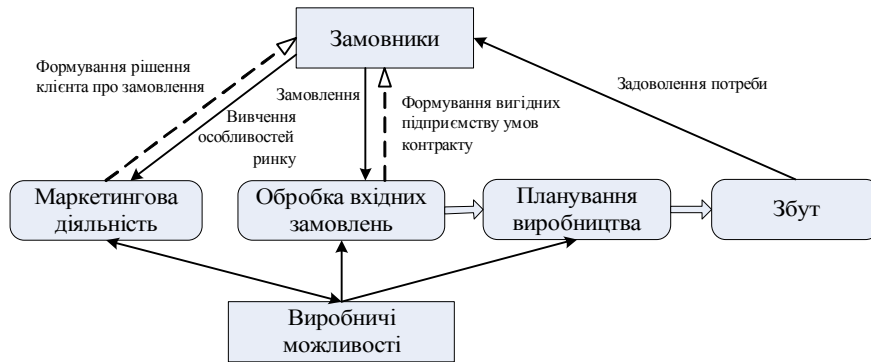 Замовники
Формування рішення
клієнта про замовлення
Замовлення
Вивчення
особливостей
ринку
Формування вигідних
підприємству умов
контракту
Задоволення потреби
Маркетингова
діяльність
Обробка вхідних
замовлень
Планування
виробництва
Збут
Виробничі
можливості